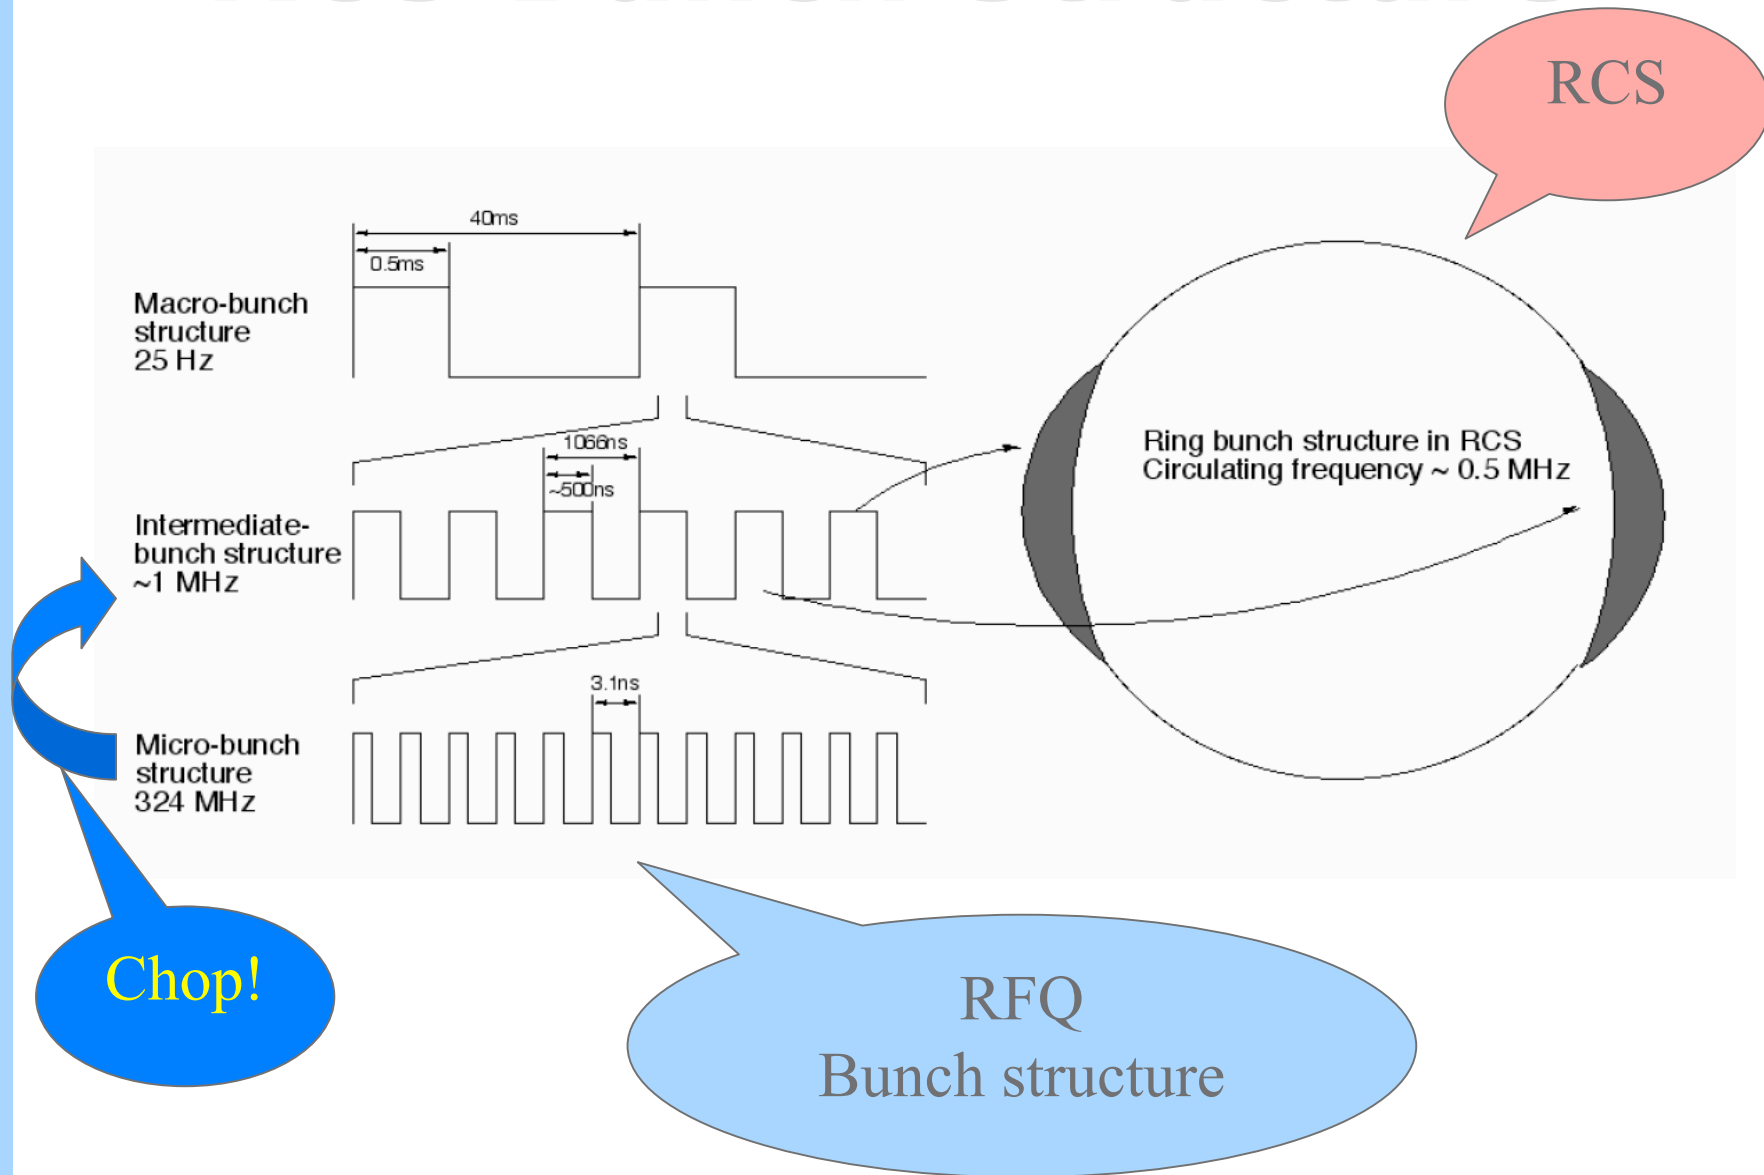 RCS
40ms
0.5ms
Macro-bunch
structure
25 Hz
1066ns
~500ns
Intermediate-
bunch structure
~1 MHz
Ring bunch structure in RCS
Circulating frequency ~ 0.5 MHz
3.1ns
Micro-bunch
structure
324 MHz
Chop!
RFQ
Bunch structure